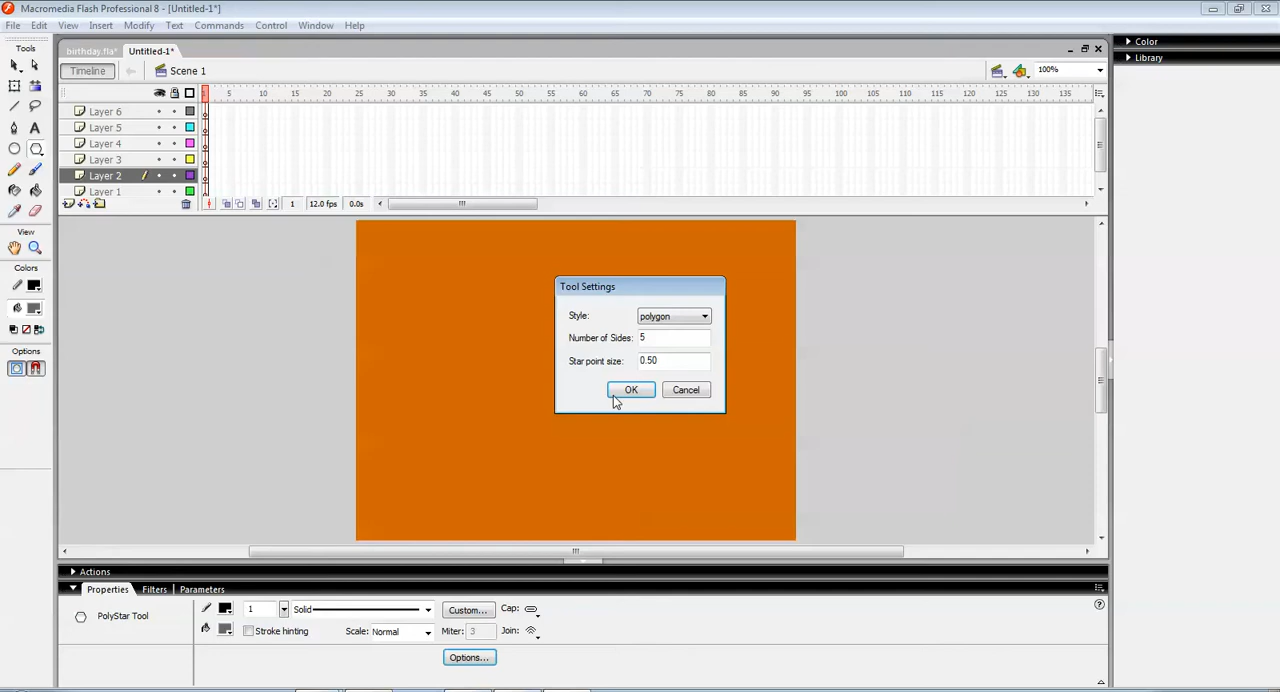 Macromedia Flash Professional 8 - [Untitled-1*]
File Edit View Insert Modify Text Commands Control Window Help
Tools
birthday.fla* Untitled-1*
Timeline Scene 1 100%
5 10 15 20 25 30 35 40 45 50 55 60 65 70 75 80 85 90 95 100 105 110 115 120 125 130 135
Layer 6
Layer 5
Layer 4
Layer 3
Layer 2
Layer 1
1 12.0 fps 0.0s
View
Colors
Options
Color
Library
Tool Settings
Style: polygon
Number of Sides: 5
Star point size: 0.50
OK Cancel
Actions
Properties Filters Parameters
PolyStar Tool
1 Solid Custom... Cap:
Stroke hinting Scale: Normal Miter: 3 Join:
Options...